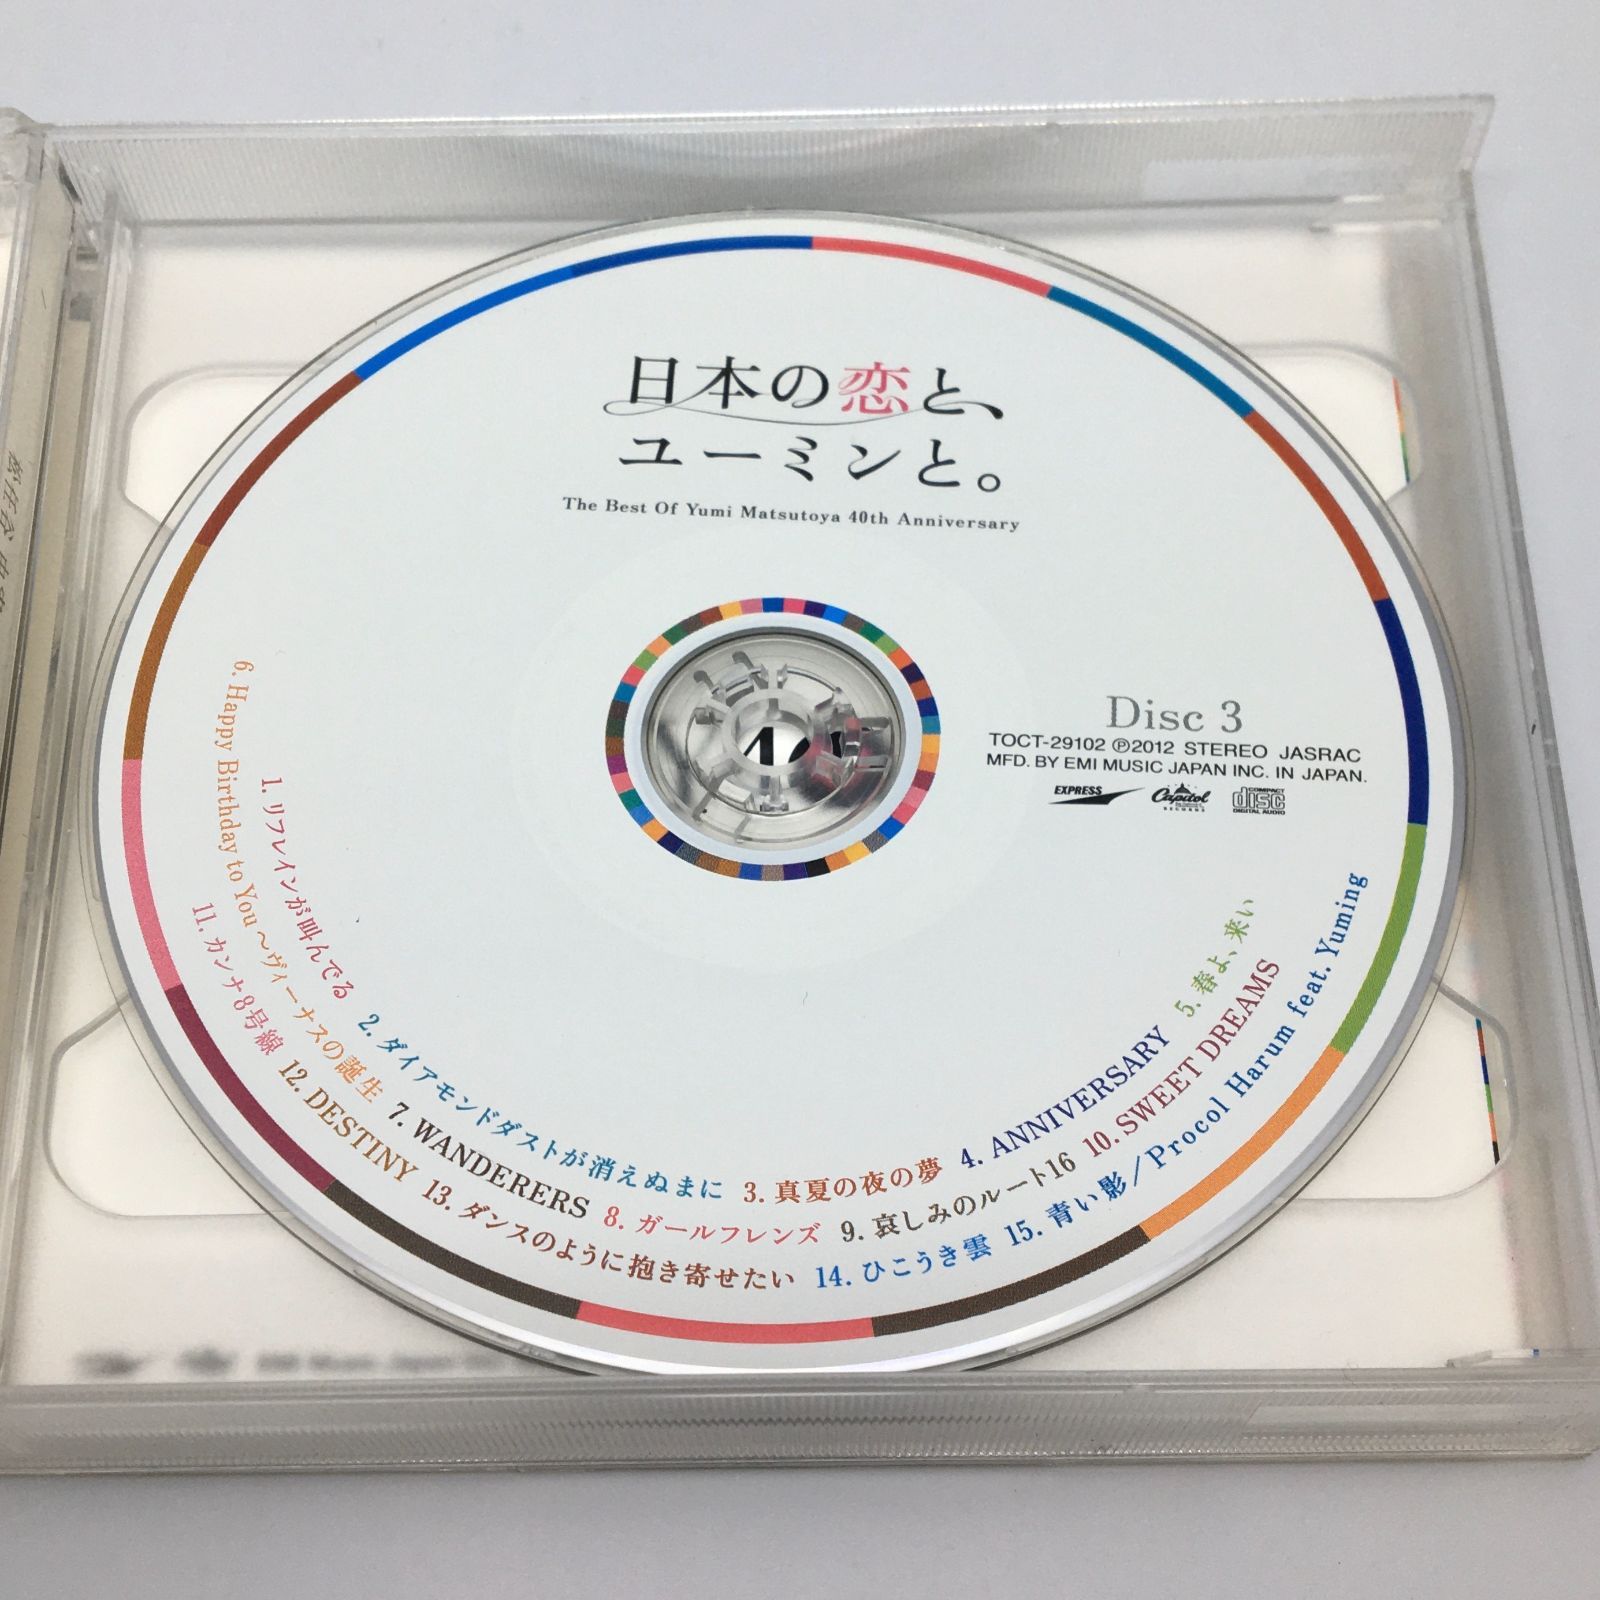 日本の恋と、
ユーミンと。
The Best Of Yumi Matsutoya 40th Anniversary
Disc 3
TOCT-29102 Ⓟ2012 STEREO JASRAC
MFD. BY EMI MUSIC JAPAN INC. IN JAPAN.
EXPRESS Capitol RECORDS COMPACT disc DIGITAL AUDIO
1. リフレインが叫んでる 2. ダイアモンドダストが消えぬまに 3. 真夏の夜の夢 4. ANNIVERSARY 5. 春よ、来い
6. Happy Birthday to You ～ヴィーナスの誕生 7. WANDERERS 8. ガールフレンズ 9. 哀しみのルート16 10. SWEET DREAMS
11. カンナ8号線 12. DESTINY 13. ダンスのように抱き寄せたい 14. ひこうき雲 15. 青い影／Procol Harum feat. Yuming